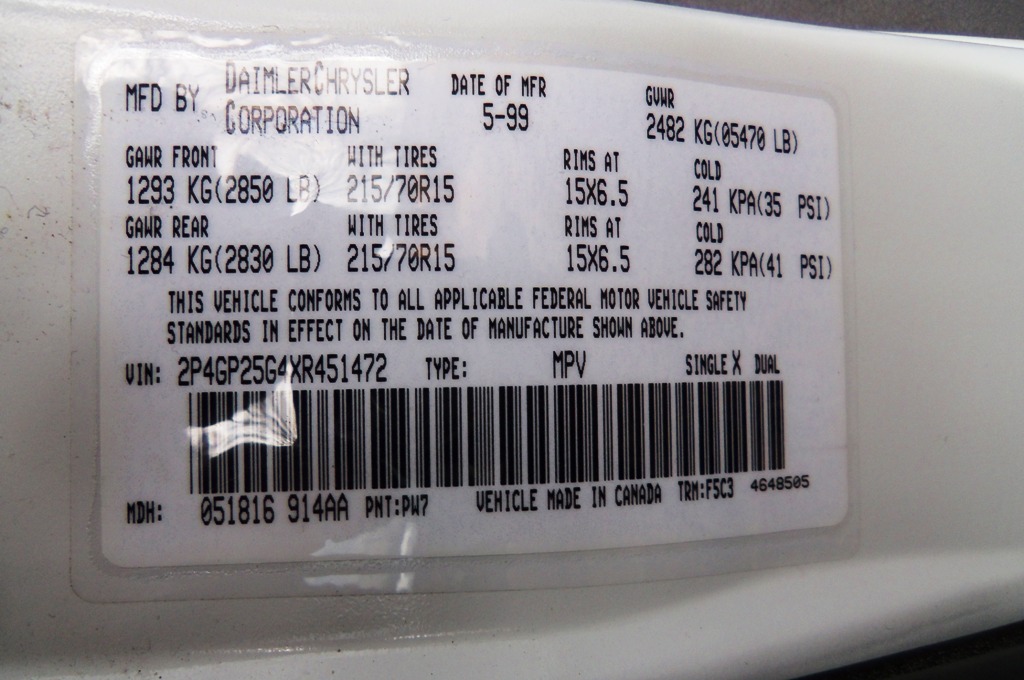 MFD BY DAIMLERCHRYSLER CORPORATION DATE OF MFR 5-99 GVWR 2482 KG(05470 LB)
GAWR FRONT WITH TIRES RIMS AT COLD
1293 KG(2850 LB) 215/70R15 15X6.5 241 KPA(35 PSI)
GAWR REAR WITH TIRES RIMS AT COLD
1284 KG(2830 LB) 215/70R15 15X6.5 282 KPA(41 PSI)
THIS VEHICLE CONFORMS TO ALL APPLICABLE FEDERAL MOTOR VEHICLE SAFETY
STANDARDS IN EFFECT ON THE DATE OF MANUFACTURE SHOWN ABOVE.
VIN: 2P4GP25G4XR451472 TYPE: MPV SINGLE X DUAL
MDH: 051816 914AA PNT:PW7 VEHICLE MADE IN CANADA TRM:F5C3 4648505